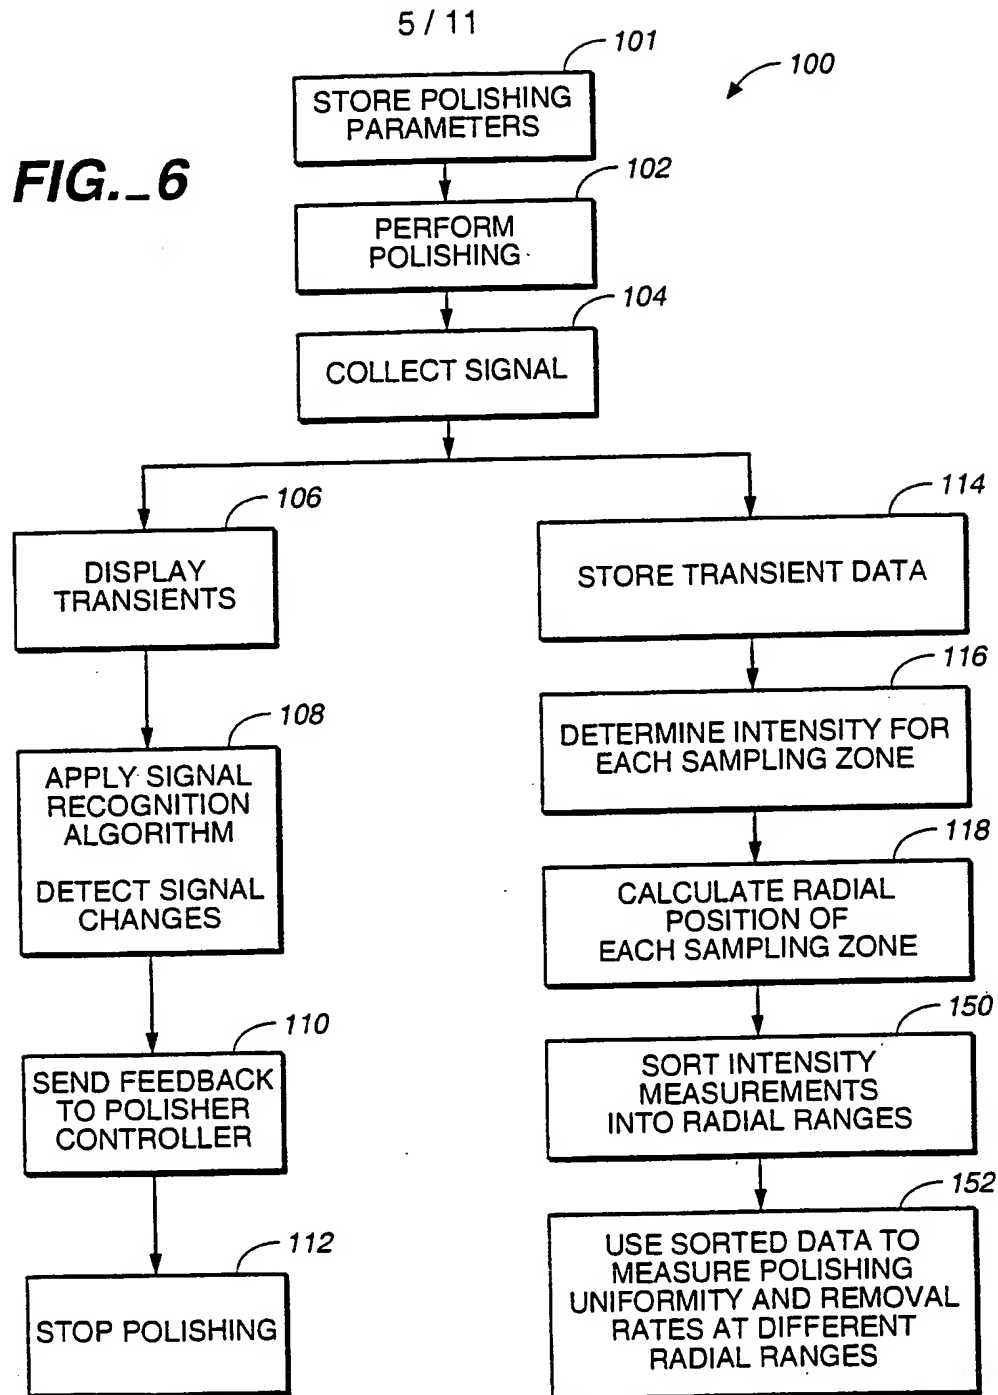 5 / 11
101
100
STORE POLISHING
PARAMETERS
FIG._6
102
PERFORM
POLISHING
104
COLLECT SIGNAL
106
DISPLAY
TRANSIENTS
108
APPLY SIGNAL
RECOGNITION
ALGORITHM
DETECT SIGNAL
CHANGES
110
SEND FEEDBACK
TO POLISHER
CONTROLLER
112
STOP POLISHING
114
STORE TRANSIENT DATA
116
DETERMINE INTENSITY FOR
EACH SAMPLING ZONE
118
CALCULATE RADIAL
POSITION OF
EACH SAMPLING ZONE
150
SORT INTENSITY
MEASUREMENTS
INTO RADIAL RANGES
152
USE SORTED DATA TO
MEASURE POLISHING
UNIFORMITY AND REMOVAL
RATES AT DIFFERENT
RADIAL RANGES